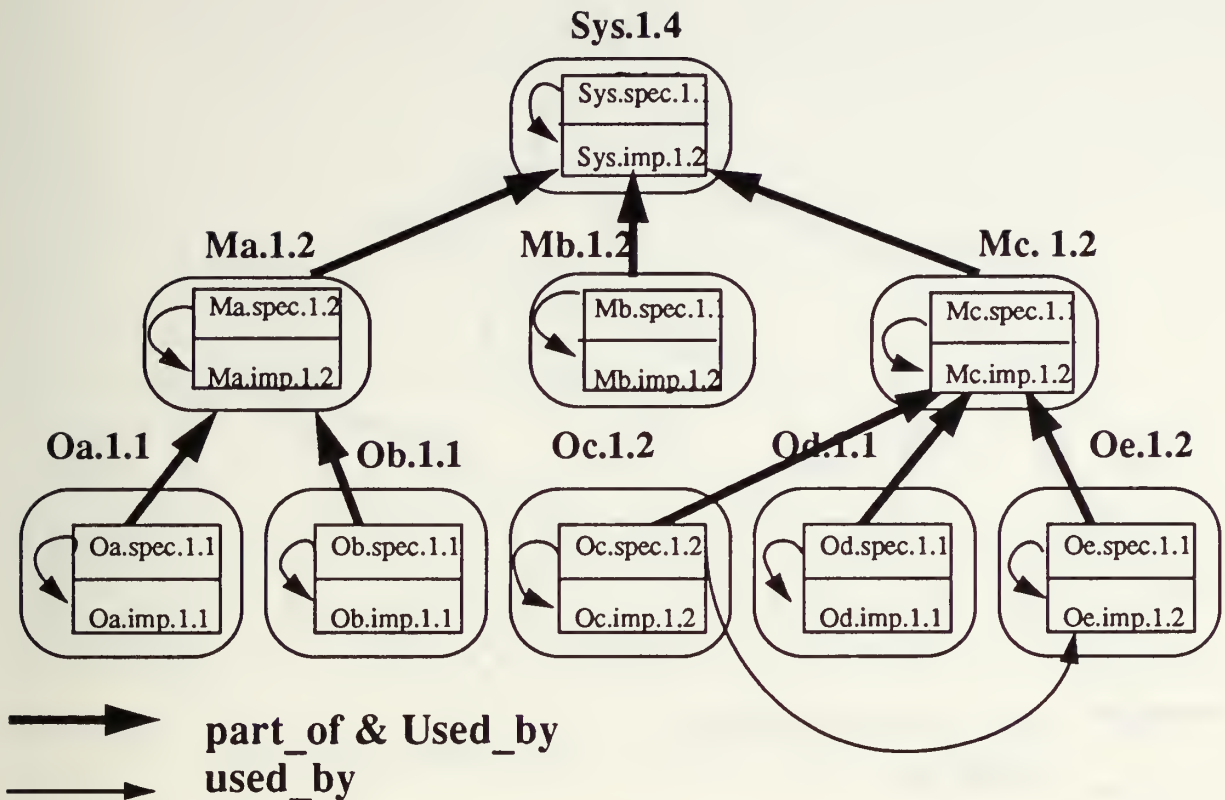 Sys.1.4
Sys.spec.1.1
Sys.imp.1.2
Ma.1.2
Mb.1.2
Mc. 1.2
Ma.spec.1.2
Ma.imp.1.2
Mb.spec.1.1
Mb.imp.1.2
Mc.spec.1.1
Mc.imp.1.2
Oa.1.1
Ob.1.1
Oc.1.2
Od.1.1
Oe.1.2
Oa.spec.1.1
Oa.imp.1.1
Ob.spec.1.1
Ob.imp.1.1
Oc.spec.1.2
Oc.imp.1.2
Od.spec.1.1
Od.imp.1.1
Oe.spec.1.1
Oe.imp.1.2
part_of & Used_by
used_by